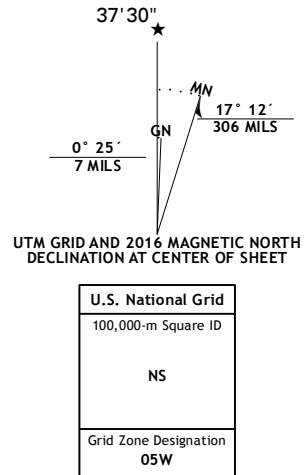 37'30"
MN
GN
17° 12´
306 MILS
0° 25´
7 MILS
UTM GRID AND 2016 MAGNETIC NORTH
DECLINATION AT CENTER OF SHEET
U.S. National Grid
100,000-m Square ID
NS
Grid Zone Designation
05W